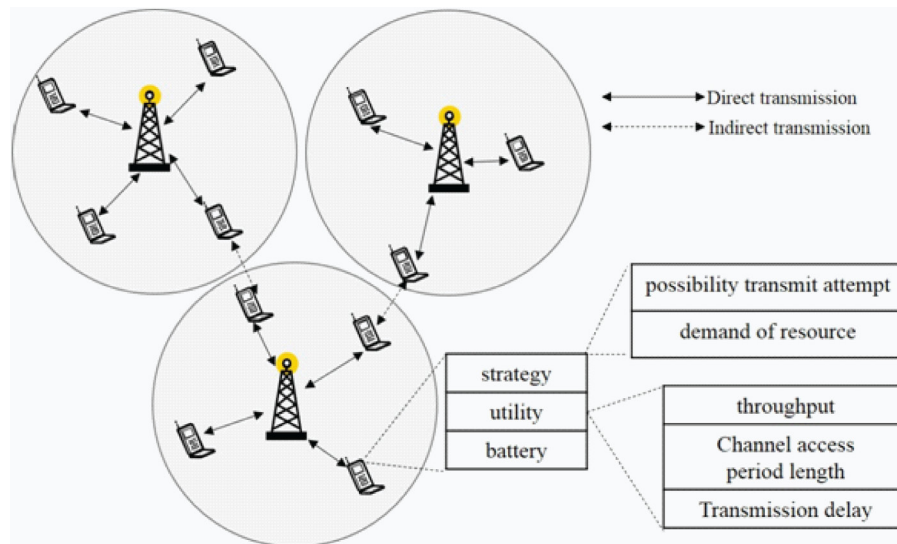 Direct transmission
Indirect transmission
possibility transmit attempt
demand of resource
strategy
utility
battery
throughput
Channel access
period length
Transmission delay